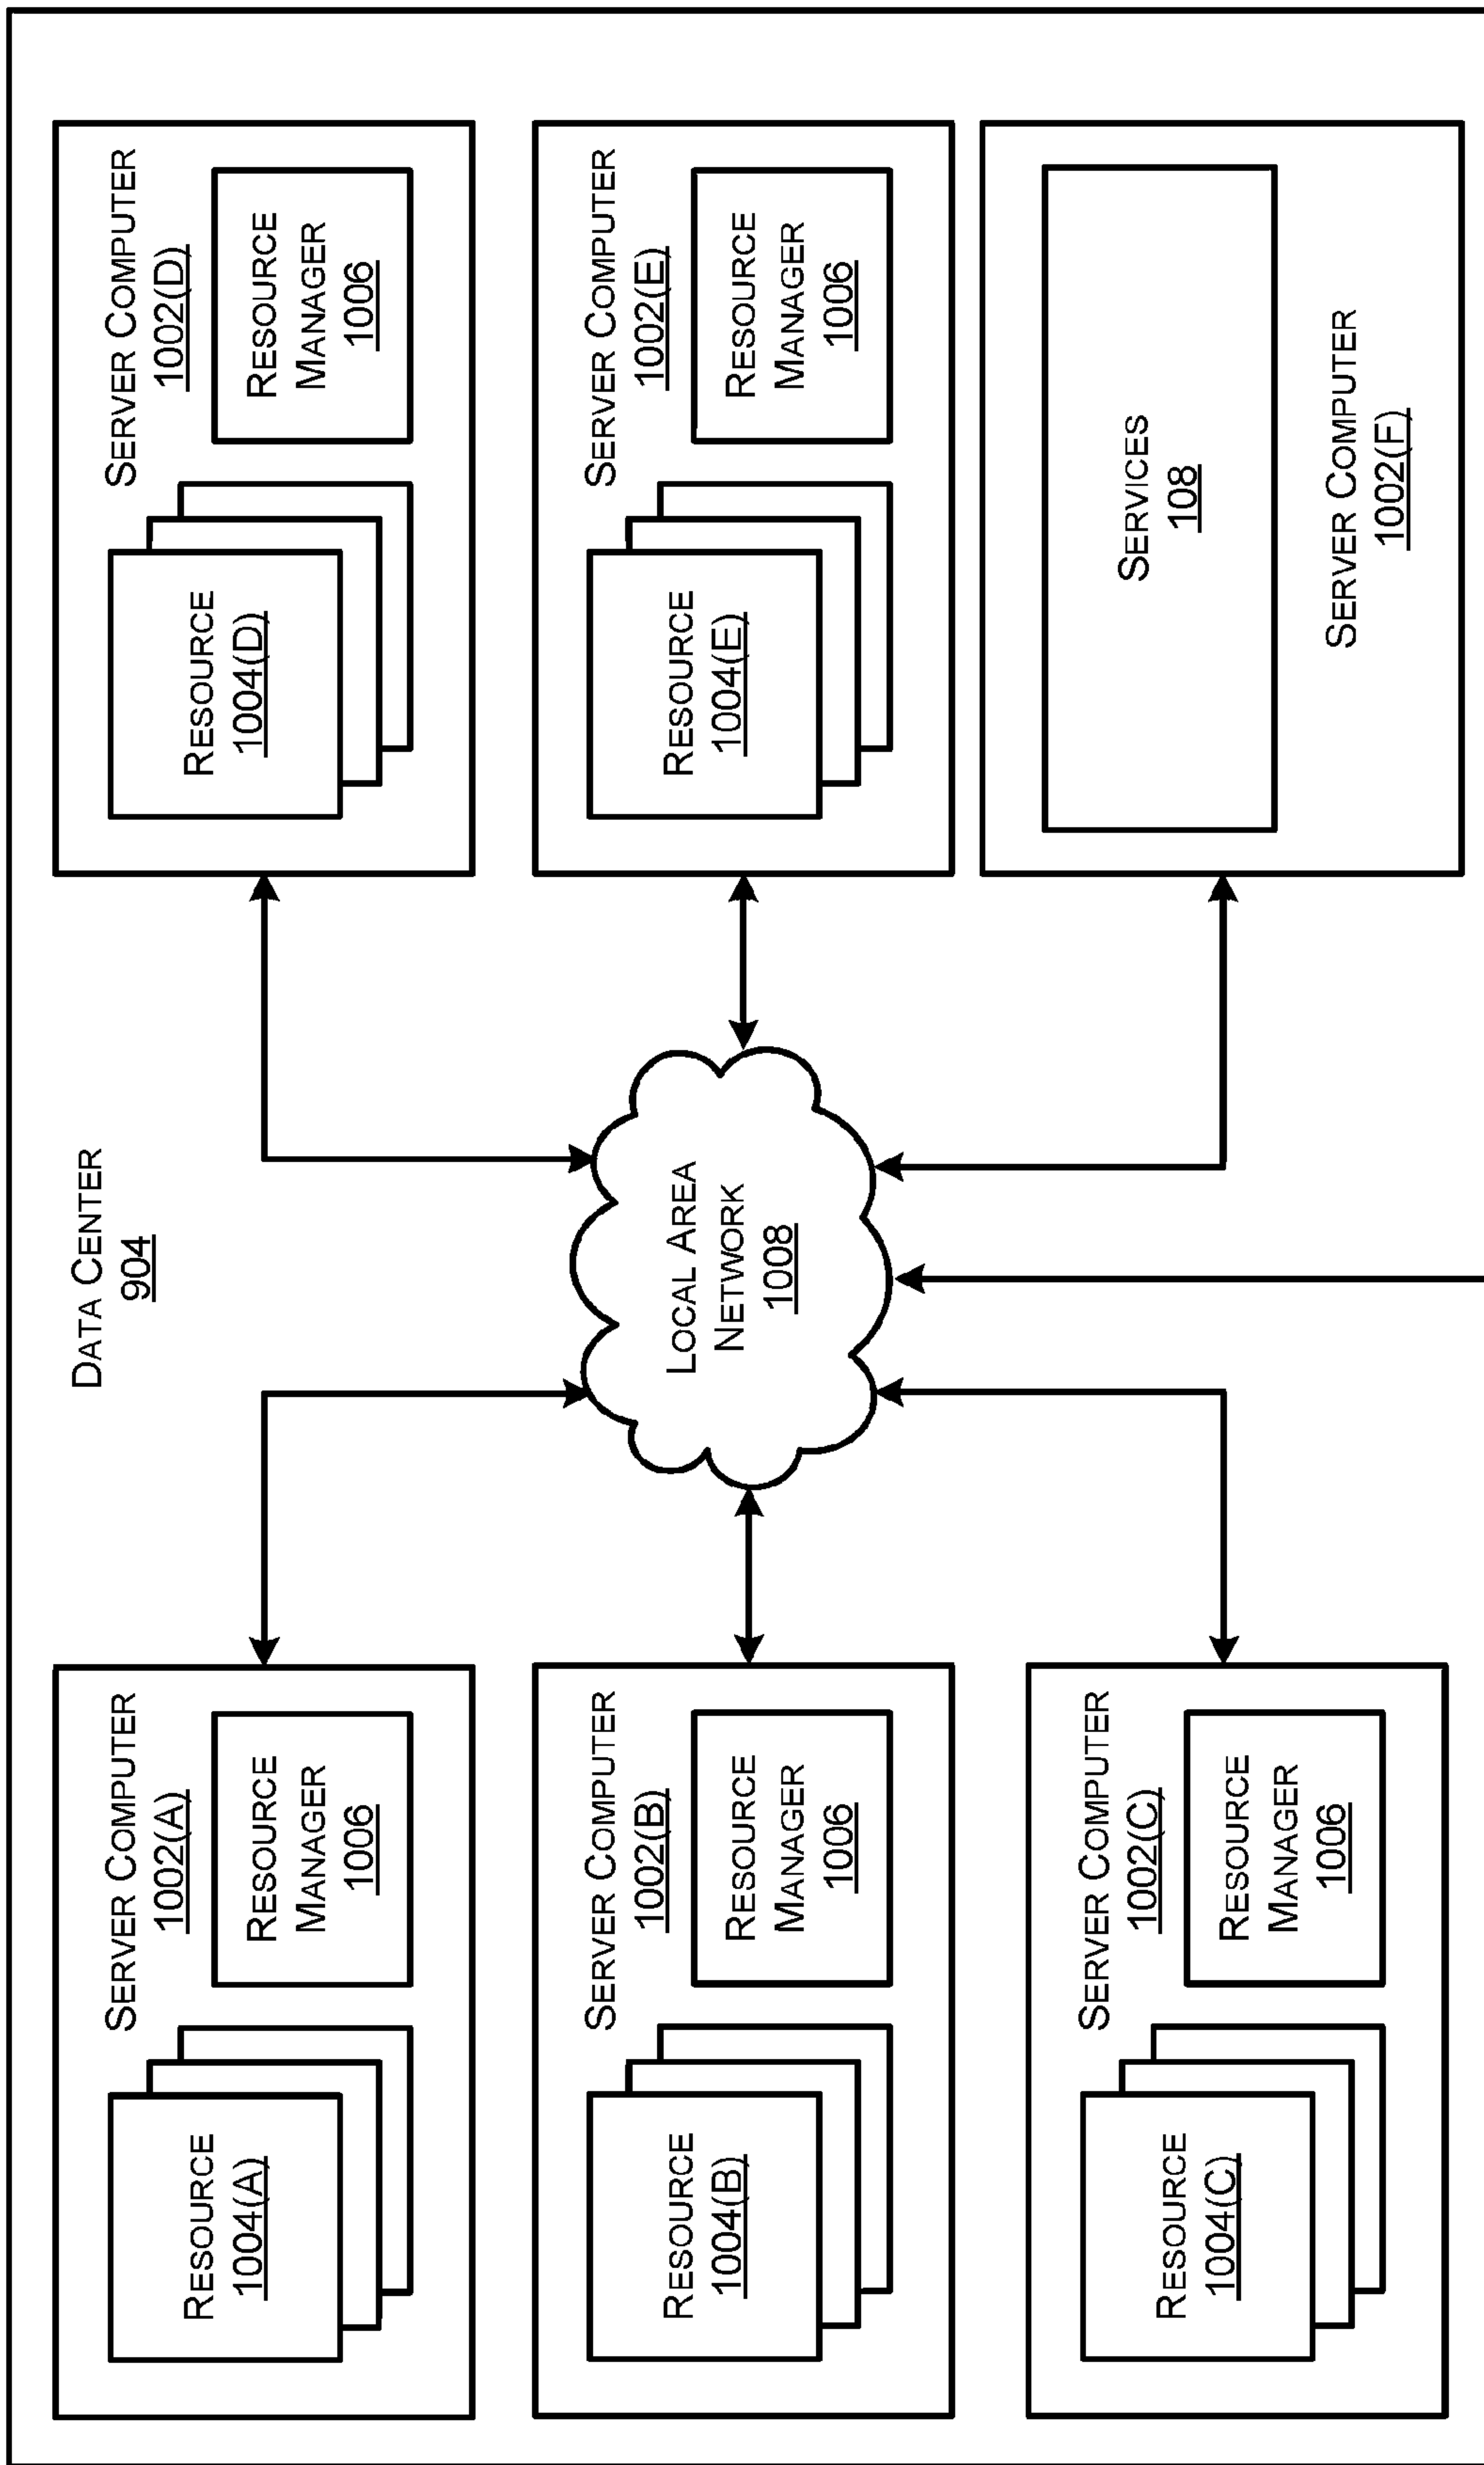 DATA CENTER
904
SERVER COMPUTER
1002(A)
RESOURCE
1004(A)
RESOURCE
MANAGER
1006
SERVER COMPUTER
1002(B)
RESOURCE
1004(B)
RESOURCE
MANAGER
1006
SERVER COMPUTER
1002(C)
RESOURCE
1004(C)
RESOURCE
MANAGER
1006
LOCAL AREA
NETWORK
1008
SERVER COMPUTER
1002(D)
RESOURCE
1004(D)
RESOURCE
MANAGER
1006
SERVER COMPUTER
1002(E)
RESOURCE
1004(E)
RESOURCE
MANAGER
1006
SERVICES
108
SERVER COMPUTER
1002(F)